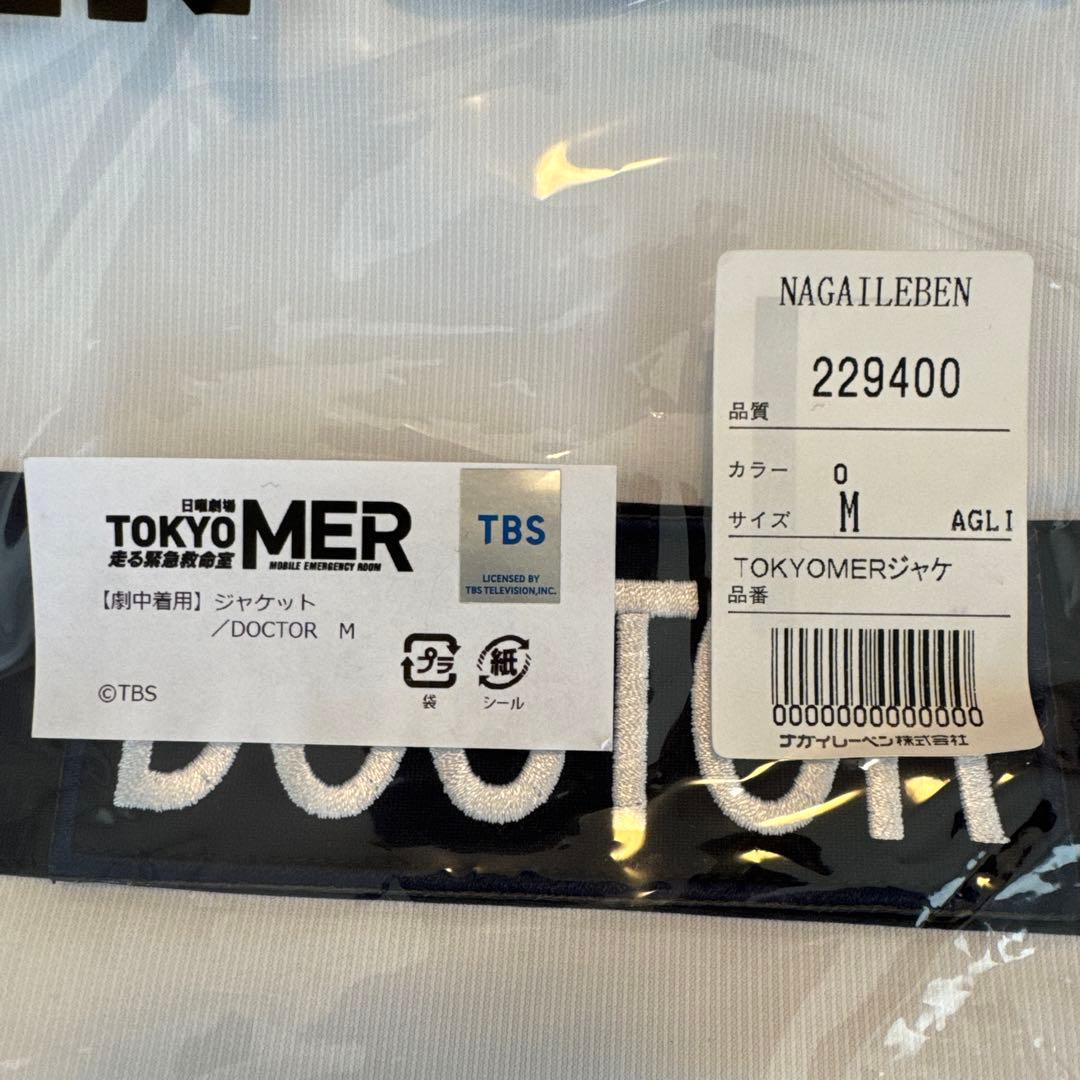 日曜劇場
TOKYO MER
走る緊急救命室
MOBILE EMERGENCY ROOM
【劇中着用】ジャケット
／DOCTOR M
©TBS
プラ
袋
紙
シール
TBS
LICENSED BY
TBS TELEVISION,INC.
NAGAILEBEN
229400
品質
カラー 0
サイズ M AGLI
TOKYOMERジャケ
品番
0000000000000
ナガイレーベン株式会社
DOCTOR